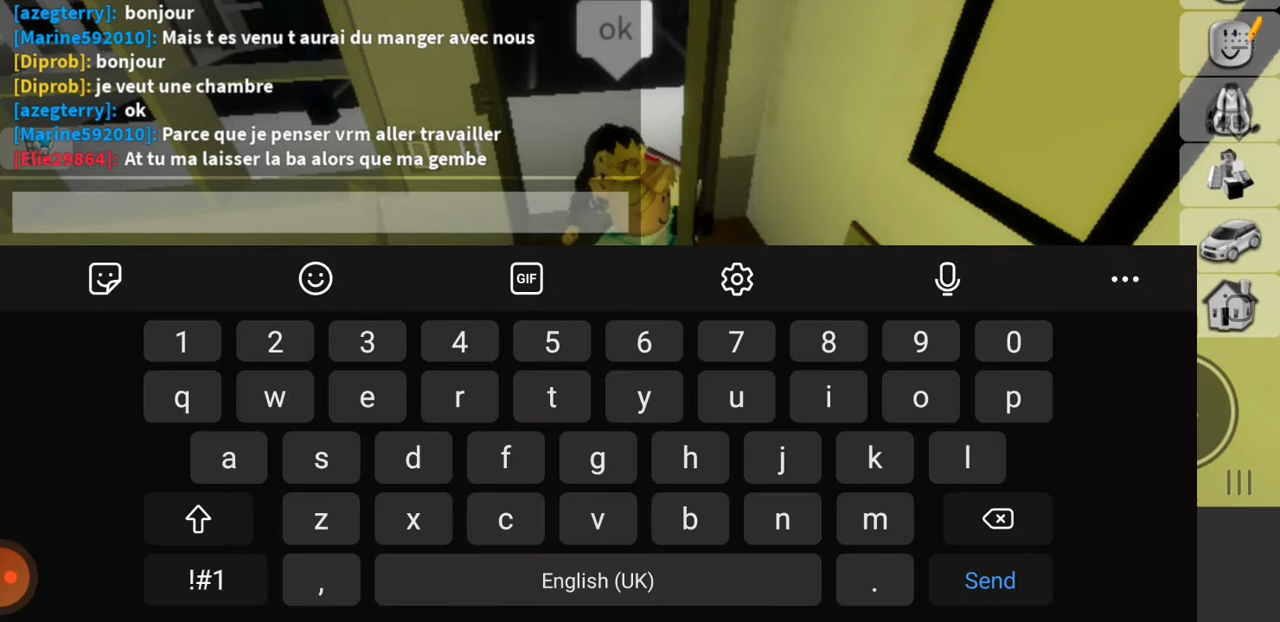 [azegterry]: bonjour
[Marine592010]: Mais t es venu t aurai du manger avec nous
[Diprob]: bonjour
[Diprob]: je veut une chambre
[azegterry]: ok
[Marine592010]: Parce que je penser vrm aller travailler
[Elie29864]: At tu ma laisser la ba alors que ma gembe
ok
GIF
1 2 3 4 5 6 7 8 9 0
q w e r t y u i o p
a s d f g h j k l
z x c v b n m
!#1 , English (UK) . Send